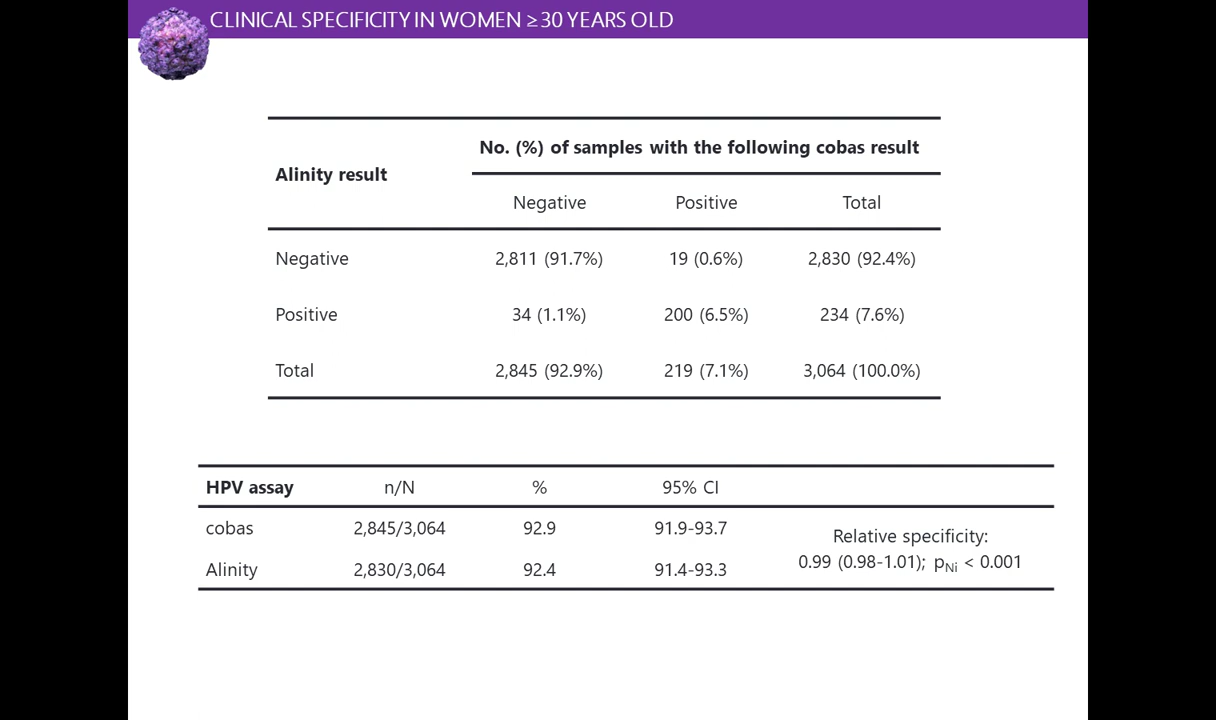 CLINICAL SPECIFICITY IN WOMEN ≥30 YEARS OLD
No. (%) of samples with the following cobas result
Alinity result
Negative Positive Total
Negative 2,811 (91.7%) 19 (0.6%) 2,830 (92.4%)
Positive 34 (1.1%) 200 (6.5%) 234 (7.6%)
Total 2,845 (92.9%) 219 (7.1%) 3,064 (100.0%)
HPV assay n/N % 95% CI
cobas 2,845/3,064 92.9 91.9-93.7
Relative specificity:
0.99 (0.98-1.01); pNi < 0.001
Alinity 2,830/3,064 92.4 91.4-93.3